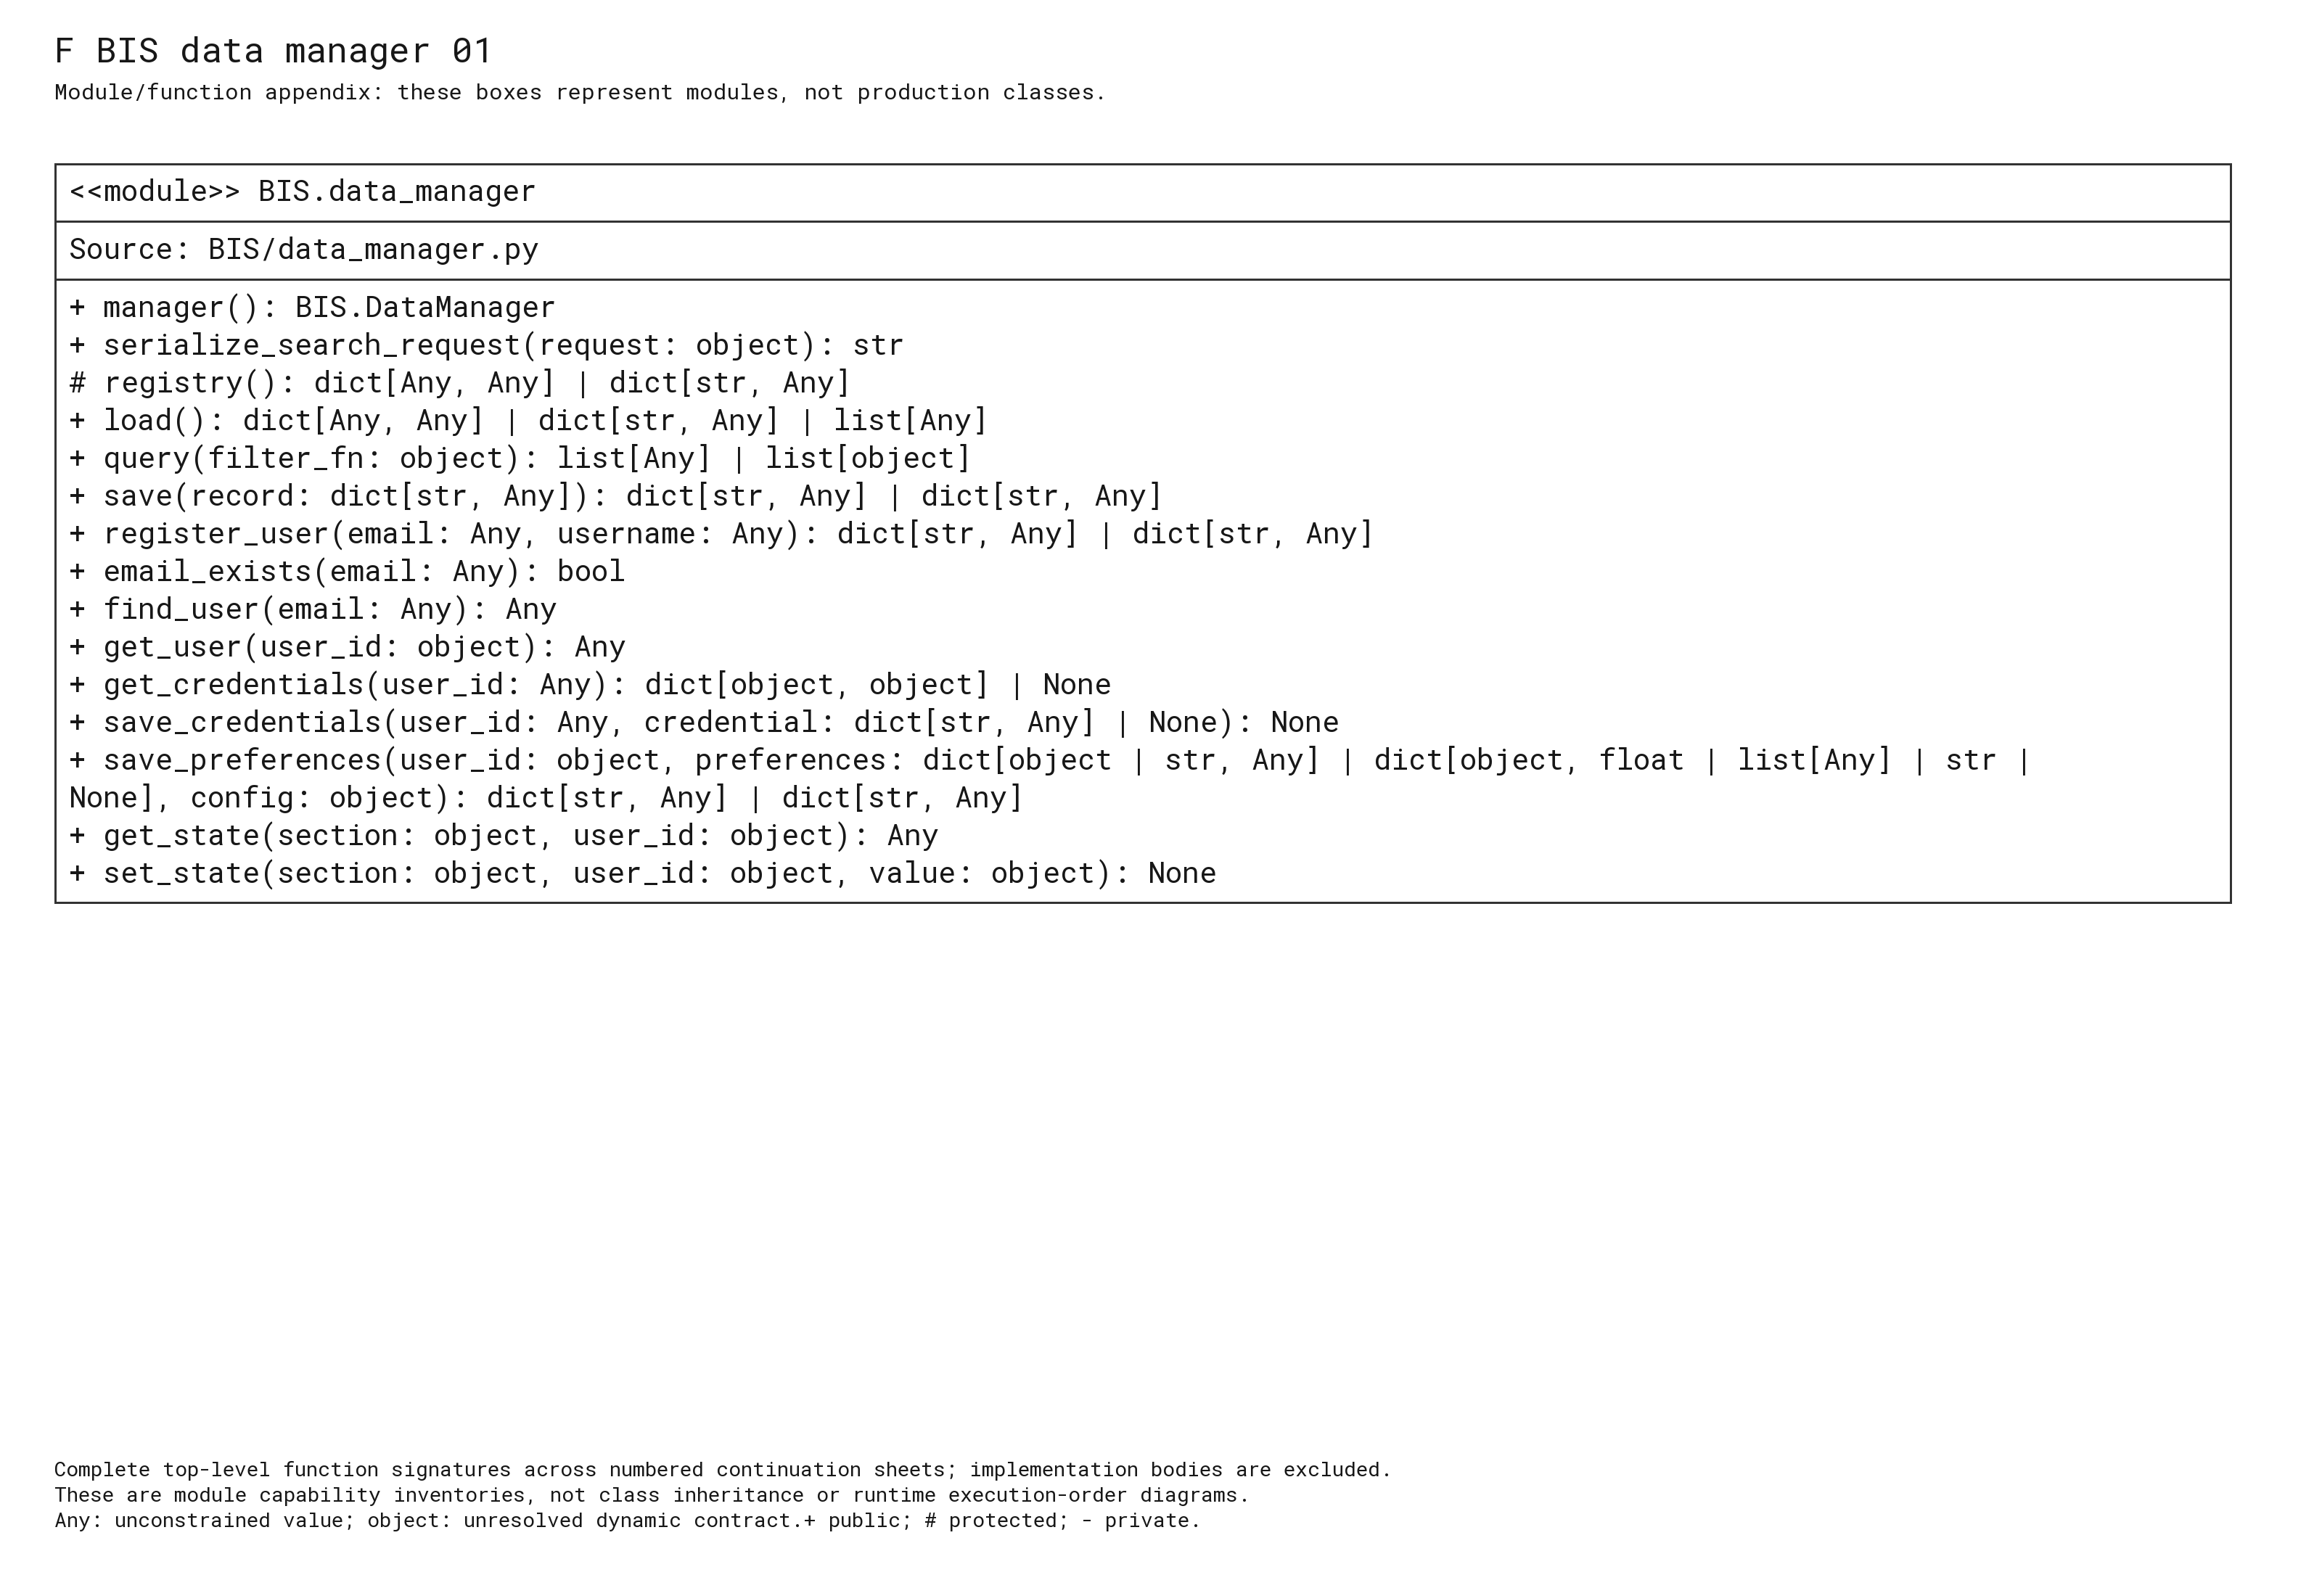 F BIS data manager 01
Module/function appendix: these boxes represent modules, not production classes.
<<module>> BIS.data_manager
Source: BIS/data_manager.py
+ manager(): BIS.DataManager
+ serialize_search_request(request: object): str
# registry(): dict[Any, Any] | dict[str, Any]
+ load(): dict[Any, Any] | dict[str, Any] | list[Any]
+ query(filter_fn: object): list[Any] | list[object]
+ save(record: dict[str, Any]): dict[str, Any] | dict[str, Any]
+ register_user(email: Any, username: Any): dict[str, Any] | dict[str, Any]
+ email_exists(email: Any): bool
+ find_user(email: Any): Any
+ get_user(user_id: object): Any
+ get_credentials(user_id: Any): dict[object, object] | None
+ save_credentials(user_id: Any, credential: dict[str, Any] | None): None
+ save_preferences(user_id: object, preferences: dict[object | str, Any] | dict[object, float | list[Any] | str |
None], config: object): dict[str, Any] | dict[str, Any]
+ get_state(section: object, user_id: object): Any
+ set_state(section: object, user_id: object, value: object): None
Complete top-level function signatures across numbered continuation sheets; implementation bodies are excluded.
These are module capability inventories, not class inheritance or runtime execution-order diagrams.
Any: unconstrained value; object: unresolved dynamic contract.+ public; # protected; - private.